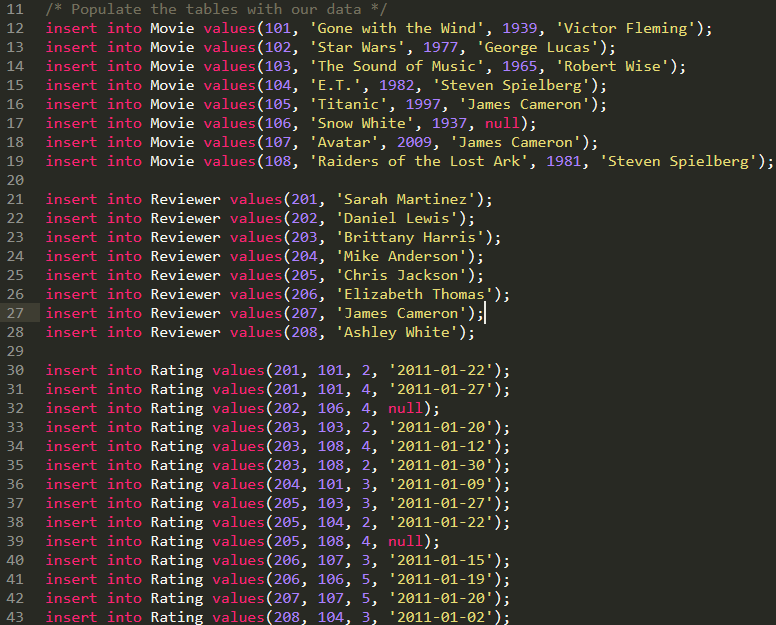 11 /* Populate the tables with our data */
12 insert into Movie values(101, 'Gone with the Wind', 1939, 'Victor Fleming');
13 insert into Movie values(102, 'Star Wars', 1977, 'George Lucas');
14 insert into Movie values(103, 'The Sound of Music', 1965, 'Robert Wise');
15 insert into Movie values(104, 'E.T.', 1982, 'Steven Spielberg');
16 insert into Movie values(105, 'Titanic', 1997, 'James Cameron');
17 insert into Movie values(106, 'Snow White', 1937, null);
18 insert into Movie values(107, 'Avatar', 2009, 'James Cameron');
19 insert into Movie values(108, 'Raiders of the Lost Ark', 1981, 'Steven Spielberg');
20
21 insert into Reviewer values(201, 'Sarah Martinez');
22 insert into Reviewer values(202, 'Daniel Lewis');
23 insert into Reviewer values(203, 'Brittany Harris');
24 insert into Reviewer values(204, 'Mike Anderson');
25 insert into Reviewer values(205, 'Chris Jackson');
26 insert into Reviewer values(206, 'Elizabeth Thomas');
27 insert into Reviewer values(207, 'James Cameron');
28 insert into Reviewer values(208, 'Ashley White');
29
30 insert into Rating values(201, 101, 2, '2011-01-22');
31 insert into Rating values(201, 101, 4, '2011-01-27');
32 insert into Rating values(202, 106, 4, null);
33 insert into Rating values(203, 103, 2, '2011-01-20');
34 insert into Rating values(203, 108, 4, '2011-01-12');
35 insert into Rating values(203, 108, 2, '2011-01-30');
36 insert into Rating values(204, 101, 3, '2011-01-09');
37 insert into Rating values(205, 103, 3, '2011-01-27');
38 insert into Rating values(205, 104, 2, '2011-01-22');
39 insert into Rating values(205, 108, 4, null);
40 insert into Rating values(206, 107, 3, '2011-01-15');
41 insert into Rating values(206, 106, 5, '2011-01-19');
42 insert into Rating values(207, 107, 5, '2011-01-20');
43 insert into Rating values(208, 104, 3, '2011-01-02');